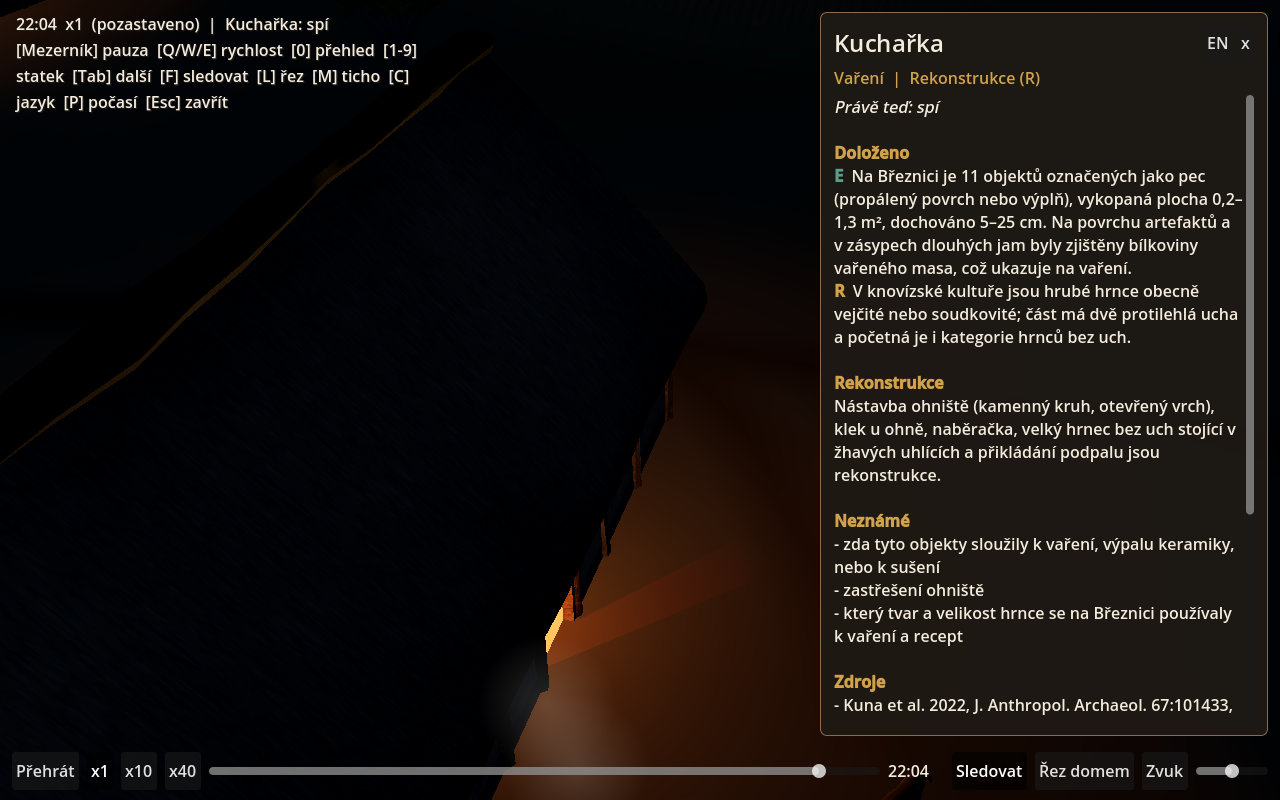 22:04  x1  (pozastaveno)  |  Kuchařka: spí
[Mezerník] pauza  [Q/W/E] rychlost  [0] přehled  [1-9]
statek  [Tab] další  [F] sledovat  [L] řez  [M] ticho  [C]
jazyk  [P] počasí  [Esc] zavřít
Kuchařka
EN  x
Vaření  |  Rekonstrukce (R)
Právě teď: spí
Doloženo
E  Na Březnici je 11 objektů označených jako pec
(propálený povrch nebo výplň), vykopaná plocha 0,2–
1,3 m², dochováno 5–25 cm. Na povrchu artefaktů a
v zásypech dlouhých jam byly zjištěny bílkoviny
vařeného masa, což ukazuje na vaření.
R  V knovízské kultuře jsou hrubé hrnce obecně
vejčité nebo soudkovité; část má dvě protilehlá ucha
a početná je i kategorie hrnců bez uch.
Rekonstrukce
Nástavba ohniště (kamenný kruh, otevřený vrch),
klek u ohně, naběračka, velký hrnec bez uch stojící v
žhavých uhlících a přikládání podpalu jsou
rekonstrukce.
Neznámé
- zda tyto objekty sloužily k vaření, výpalu keramiky,
nebo k sušení
- zastřešení ohniště
- který tvar a velikost hrnce se na Březnici používaly
k vaření a recept
Zdroje
- Kuna et al. 2022, J. Anthropol. Archaeol. 67:101433,
Přehrát  x1  x10  x40  22:04  Sledovat  Řez domem  Zvuk